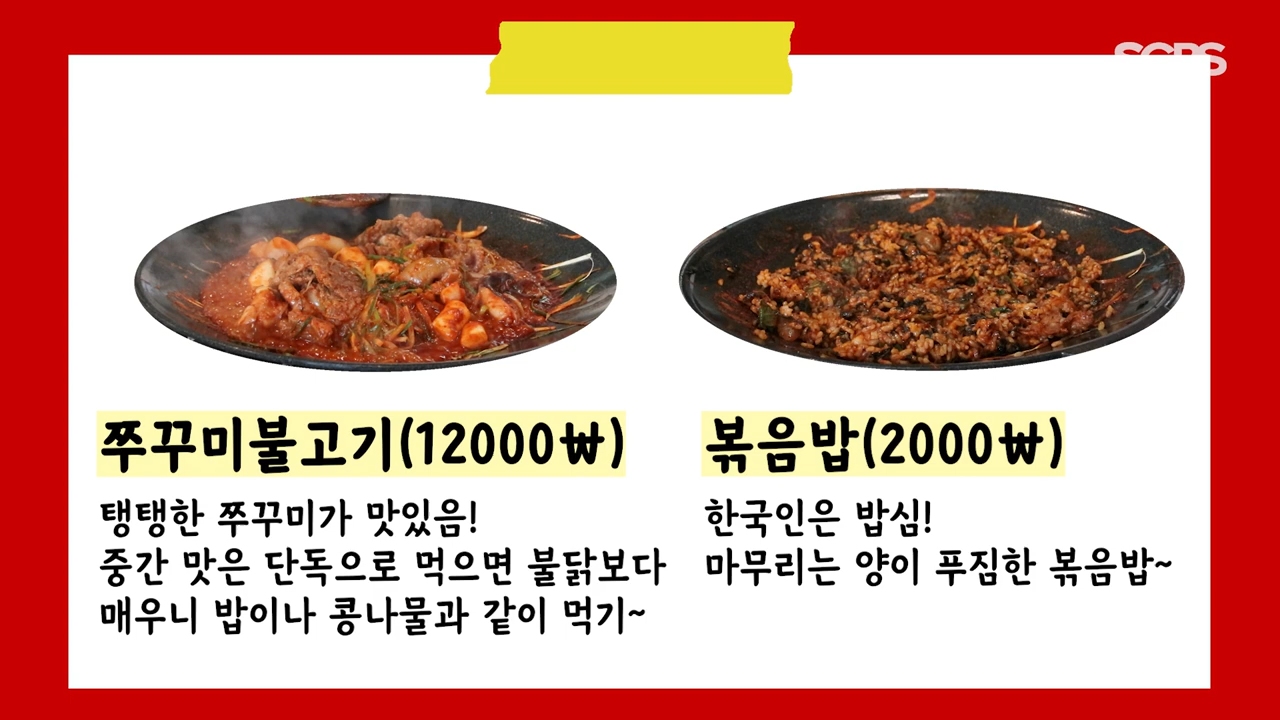 SGBS
쭈꾸미불고기(12000₩)
탱탱한 쭈꾸미가 맛있음!
중간 맛은 단독으로 먹으면 불닭보다
매우니 밥이나 콩나물과 같이 먹기~
볶음밥(2000₩)
한국인은 밥심!
마무리는 양이 푸짐한 볶음밥~